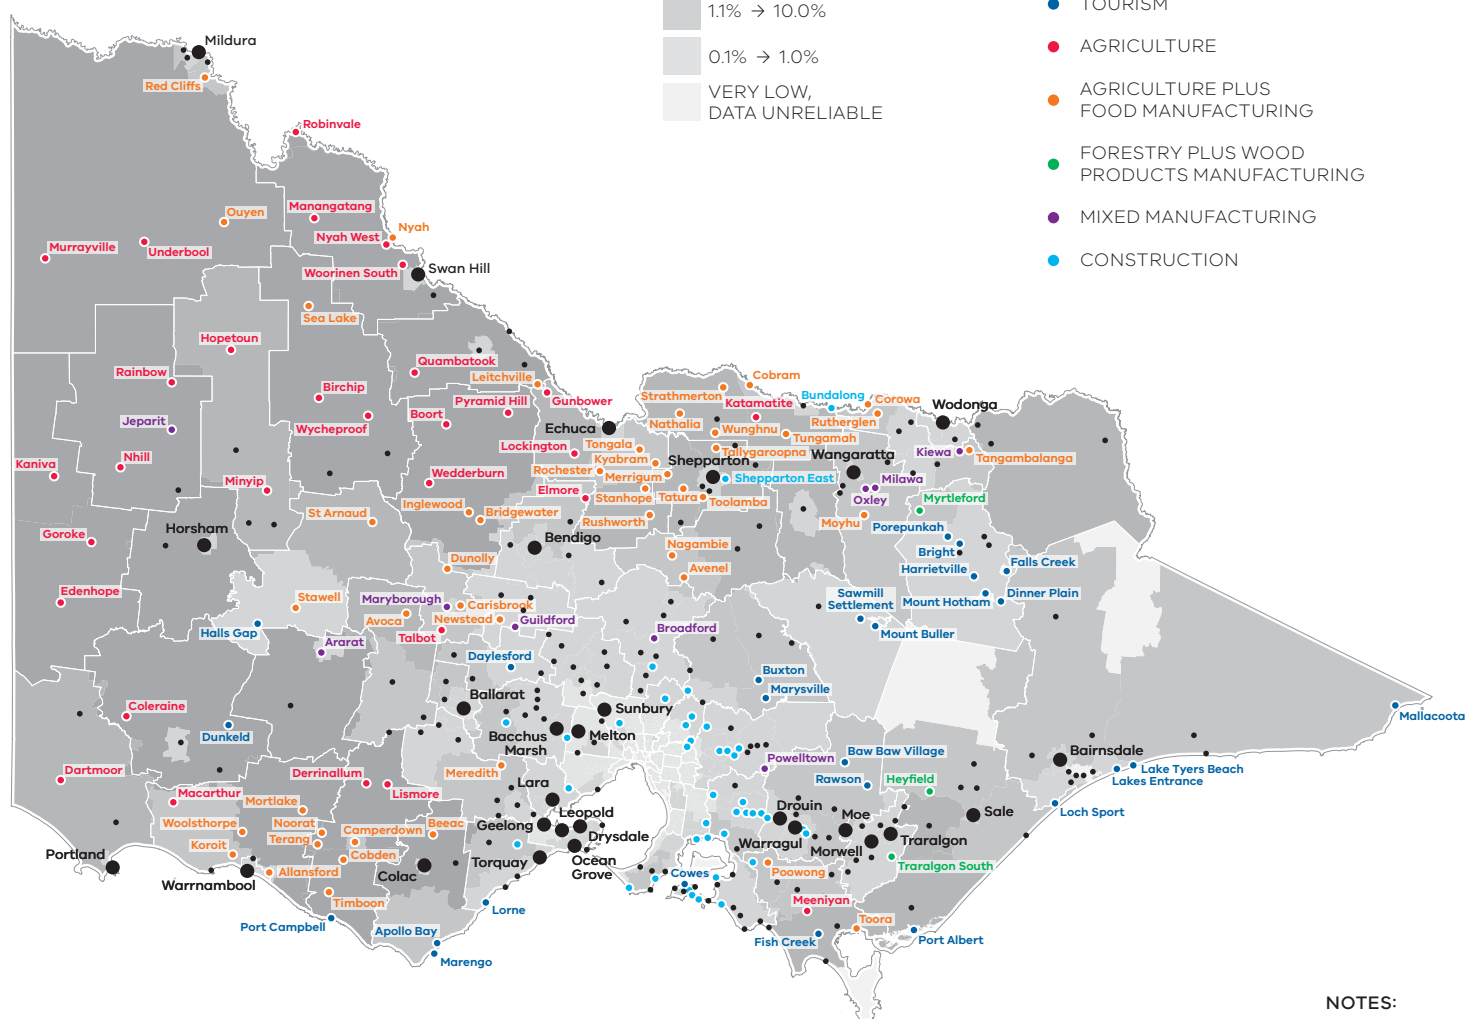 1.1% → 10.0%
0.1% → 1.0%
VERY LOW,
DATA UNRELIABLE
TOURISM
AGRICULTURE
AGRICULTURE PLUS
FOOD MANUFACTURING
FORESTRY PLUS WOOD
PRODUCTS MANUFACTURING
MIXED MANUFACTURING
CONSTRUCTION
Mildura
Red Cliffs
Robinvale
Manangatang
Ouyen
Nyah
Nyah West
Murrayville
Underbool
Woorinen South
Swan Hill
Sea Lake
Hopetoun
Rainbow
Quambatook
Leitchville
Gunbower
Birchip
Pyramid Hill
Boort
Wycheproof
Jeparit
Echuca
Strathmerton
Cobram
Katamatite
Bundalong
Corowa
Rutherglen
Wodonga
Nathalia
Wunghnu
Tungamah
Tallygaroopna
Kaniva
Nhill
Minyip
Lockington
Tongala
Kyabram
Rochester
Merrigum
Shepparton
Shepparton East
Wangaratta
Kiewa
Tangambalanga
Wedderburn
Elmore
Stanhope
Tatura
Toolamba
Milawa
Oxley
Myrtleford
St Arnaud
Inglewood
Bridgewater
Rushworth
Moyhu
Porepunkah
Goroke
Horsham
Bendigo
Nagambie
Bright
Dunolly
Avenel
Harrietville
Falls Creek
Edenhope
Stawell
Maryborough
Carisbrook
Sawmill
Settlement
Mount Hotham
Dinner Plain
Avoca
Newstead
Guildford
Halls Gap
Talbot
Broadford
Mount Buller
Ararat
Daylesford
Buxton
Marysville
Coleraine
Ballarat
Sunbury
Mallacoota
Dunkeld
Bacchus
Marsh
Melton
Powelltown
Baw Baw Village
Bairnsdale
Dartmoor
Derrinallum
Meredith
Rawson
Heyfield
Lake Tyers Beach
Lakes Entrance
Macarthur
Mortlake
Lismore
Lara
Loch Sport
Woolsthorpe
Noorat
Camperdown
Beeac
Geelong
Leopold
Drysdale
Drouin
Moe
Sale
Koroit
Terang
Cobden
Warragul
Morwell
Traralgon
Portland
Warrnambool
Allansford
Colac
Torquay
Ocean
Grove
Cowes
Poowong
Traralgon South
Timboon
Meeniyan
Port Campbell
Apollo Bay
Lorne
Toora
Marengo
Fish Creek
Port Albert
NOTES: